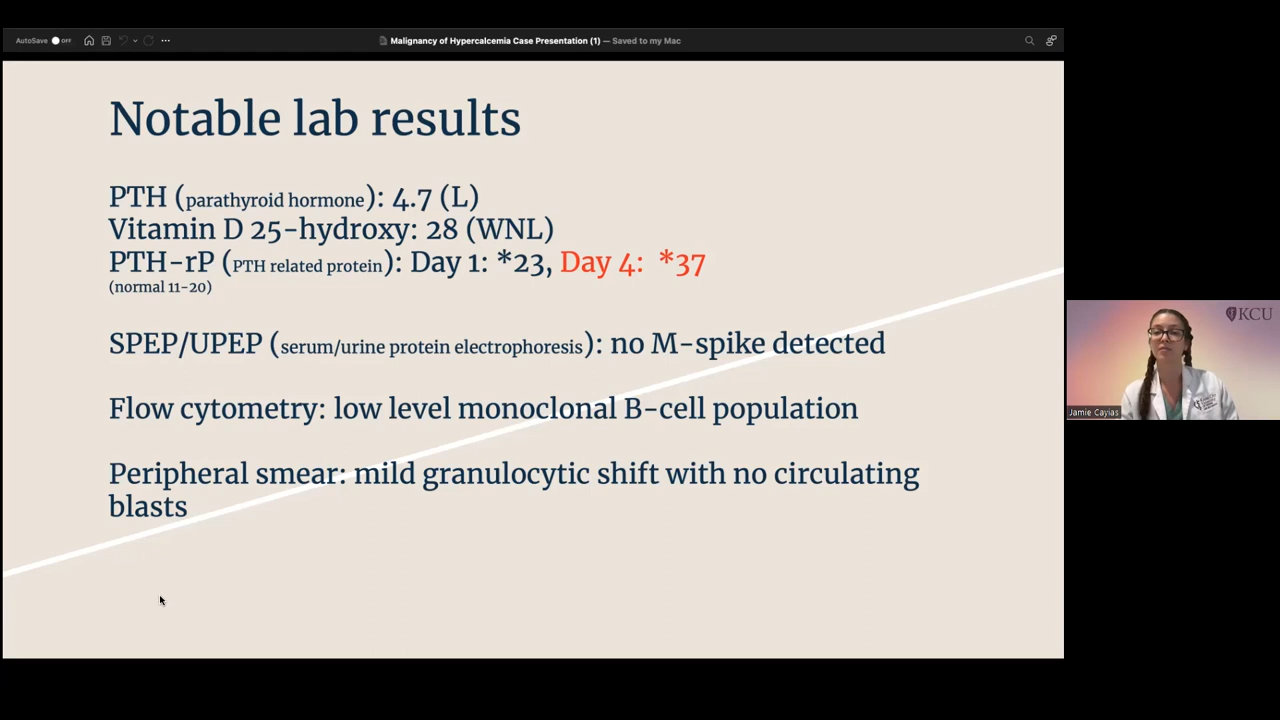 AutoSave OFF
Malignancy of Hypercalcemia Case Presentation (1) — Saved to my Mac
Notable lab results
PTH (parathyroid hormone): 4.7 (L)
Vitamin D 25-hydroxy: 28 (WNL)
PTH-rP (PTH related protein): Day 1: *23, Day 4: *37
(normal 11-20)
SPEP/UPEP (serum/urine protein electrophoresis): no M-spike detected
Flow cytometry: low level monoclonal B-cell population
Peripheral smear: mild granulocytic shift with no circulating
blasts
KCU
Jamie Cayias